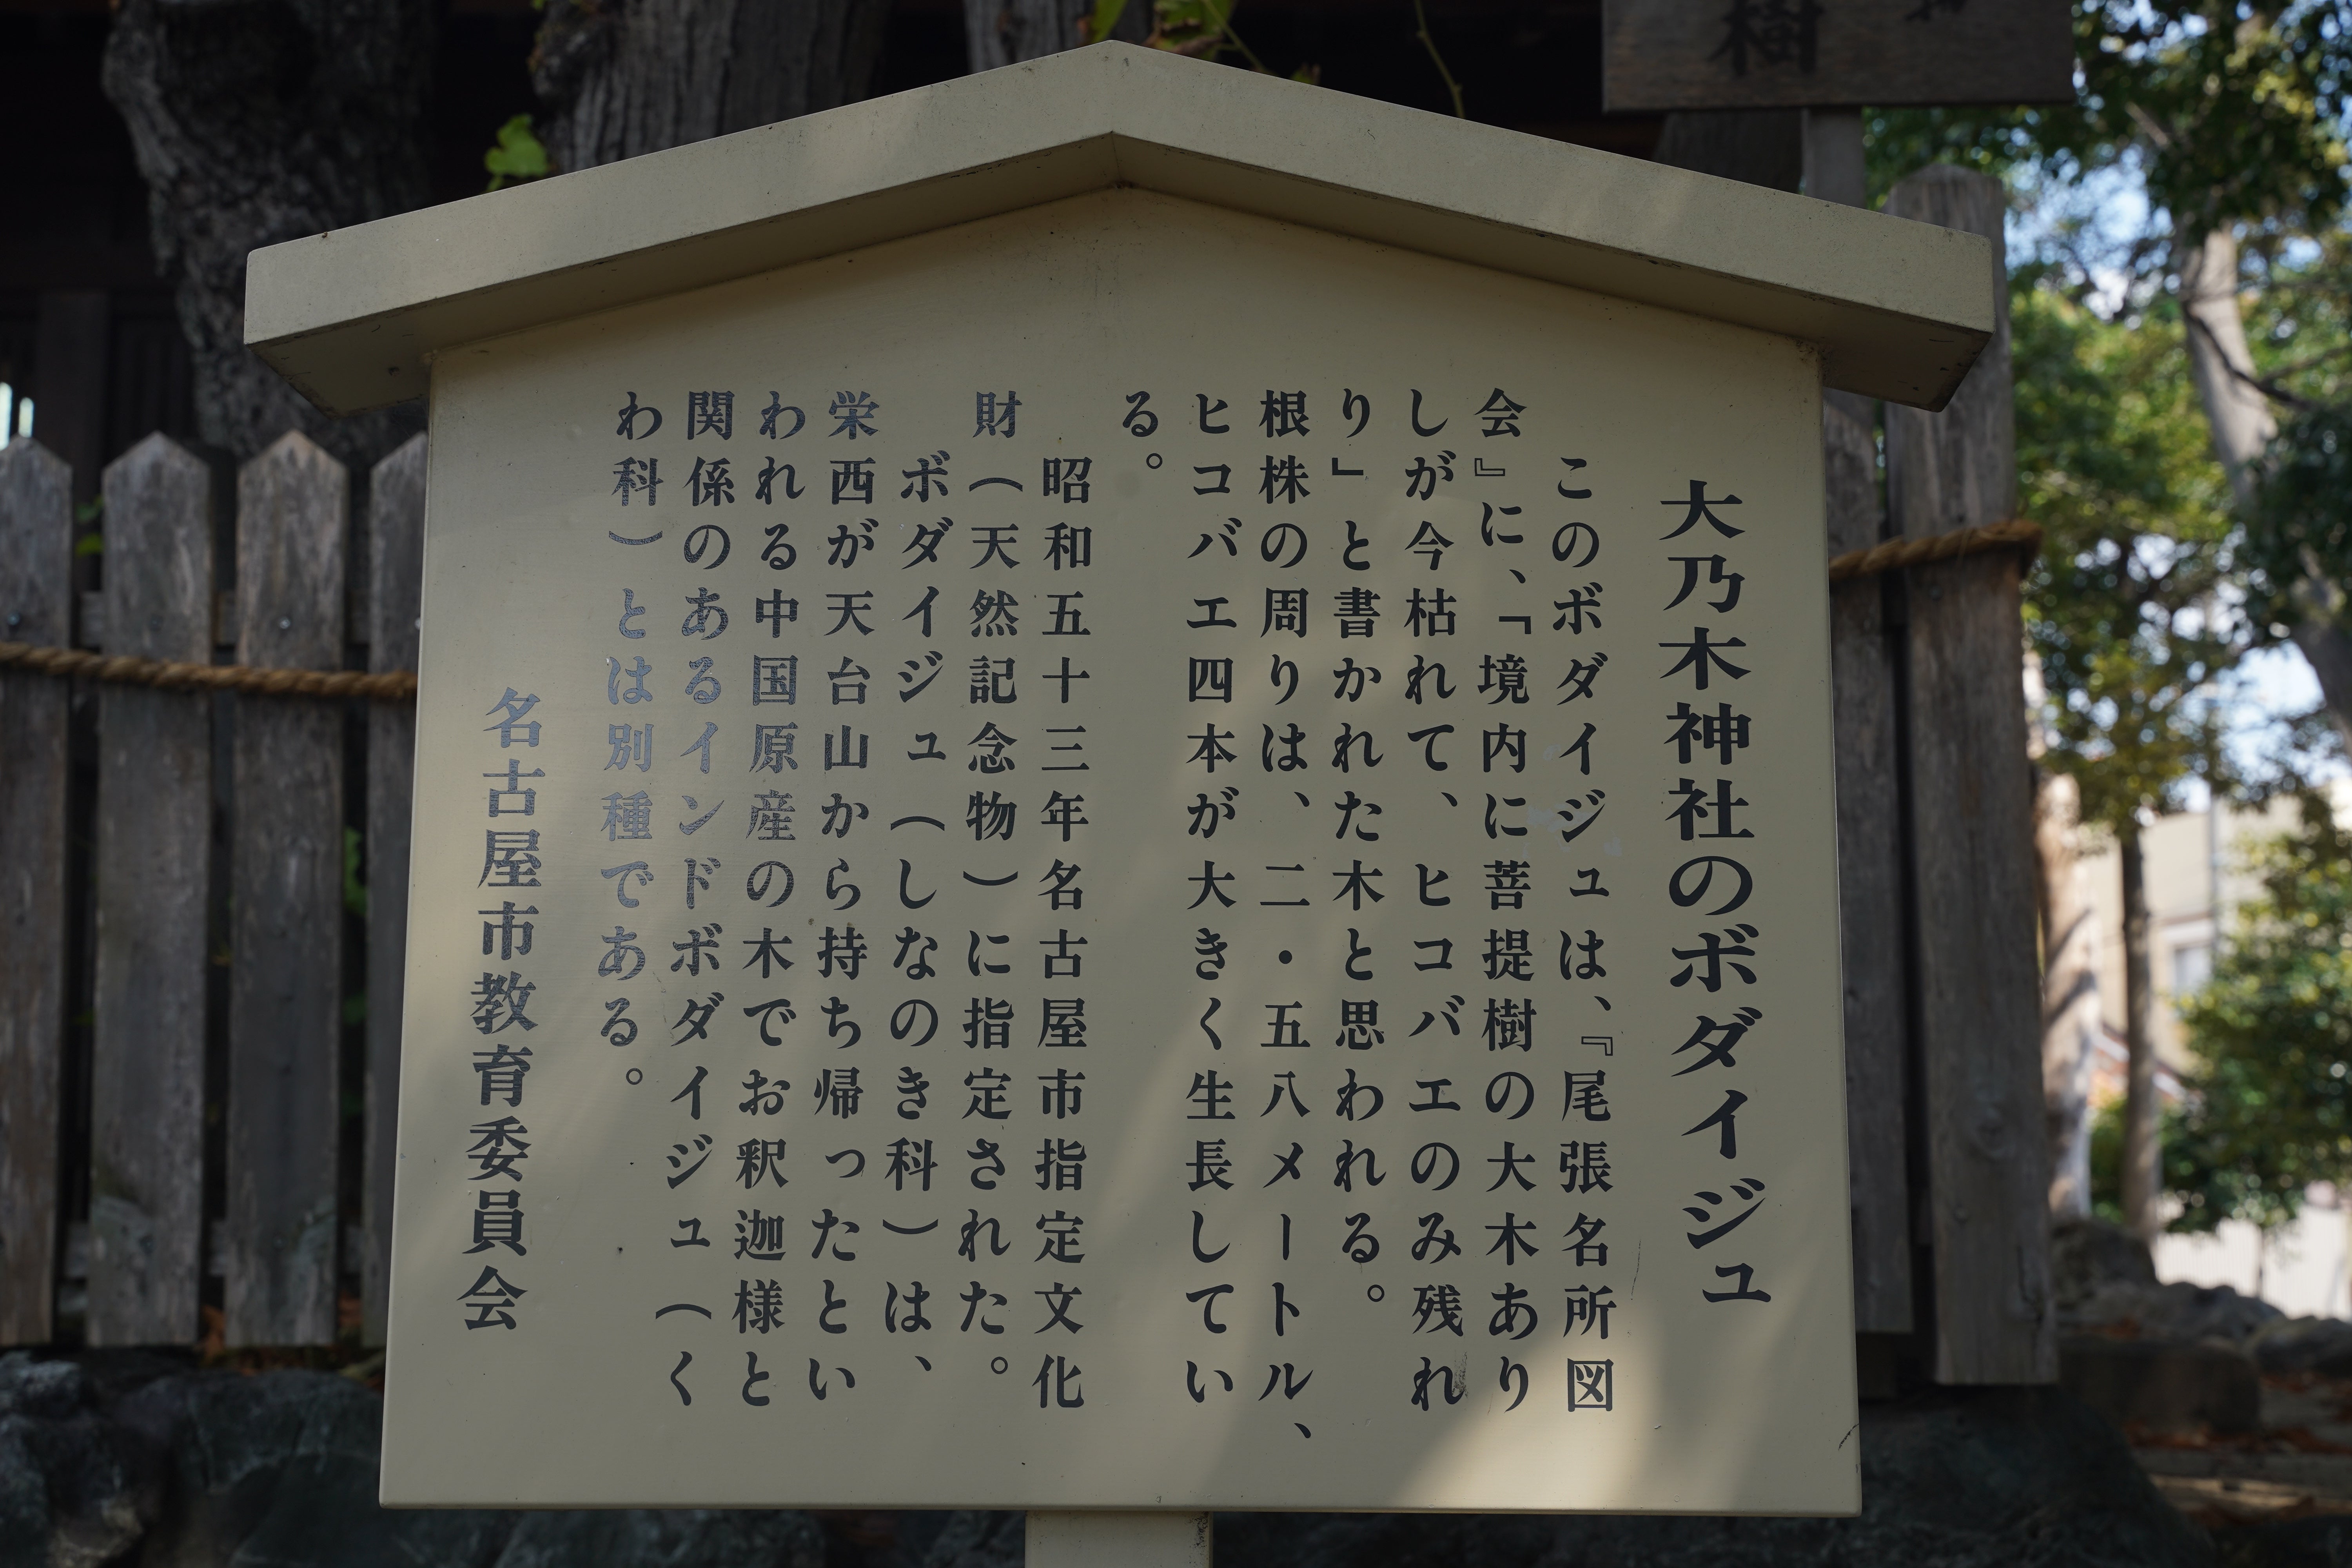 大乃木神社のボダイジュ
このボダイジュは、『尾張名所図
会』に、「境内に菩提樹の大木あり
しが今枯れて、ヒコバエのみ残れ
り」と書かれた木と思われる。
根株の周りは、二・五八メートル、
ヒコバエ四本が大きく生長してい
る。
昭和五十三年名古屋市指定文化
財（天然記念物）に指定された。
ボダイジュ（しなのき科）は、
栄西が天台山から持ち帰ったとい
われる中国原産の木でお釈迦様と
関係のあるインドボダイジュ（く
わ科）とは別種である。
名古屋市教育委員会
樹